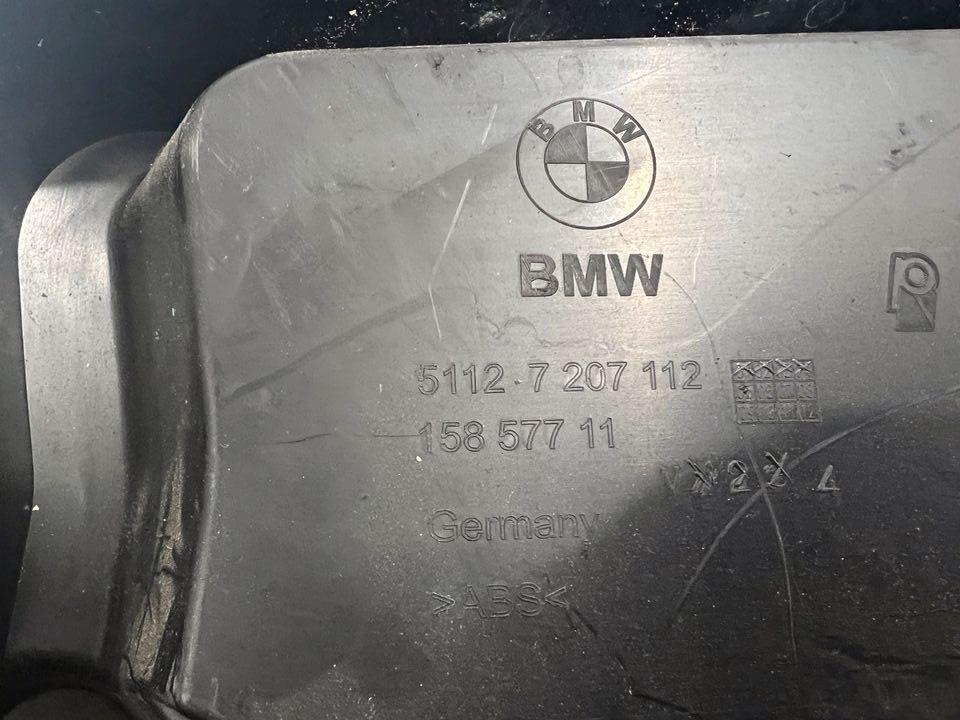 BMW
BMW
5112 7 207 112
158 577 11
Germany
>ABS<